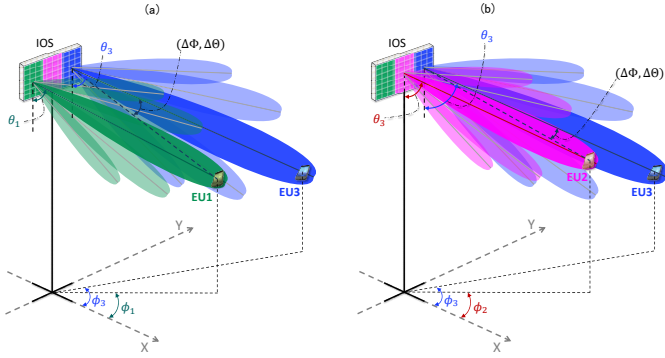 (a)
IOS
θ₃
(ΔΦ, ΔΘ)
θ₁
EU1
EU3
Y
ϕ₃
ϕ₁
X
(b)
IOS
θ₃
(ΔΦ, ΔΘ)
θ₃
EU2
EU3
Y
ϕ₃
ϕ₂
X